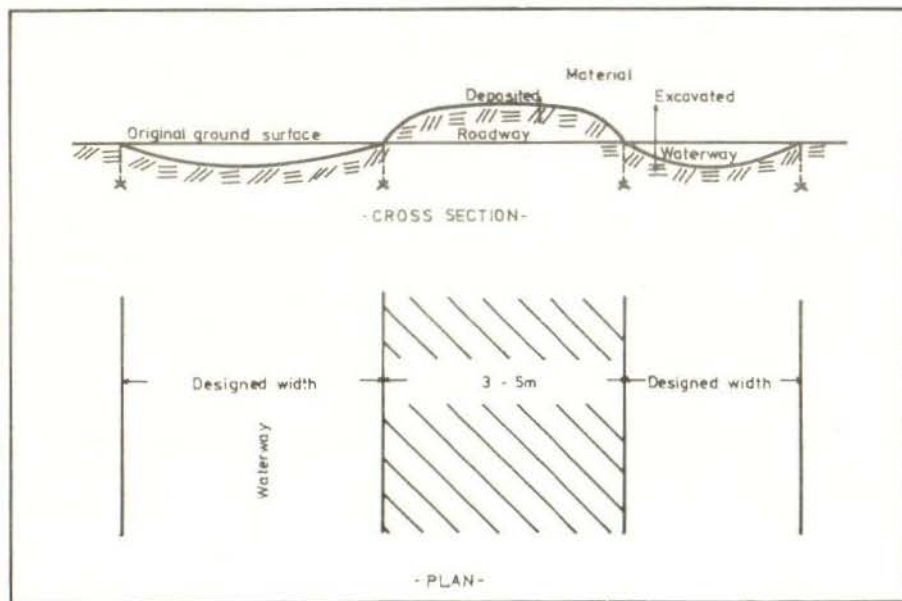 Material
Deposited
Excavated
Original ground surface
Roadway
Waterway
- CROSS SECTION -
Designed width
3 - 5m
Designed width
Waterway
- PLAN -